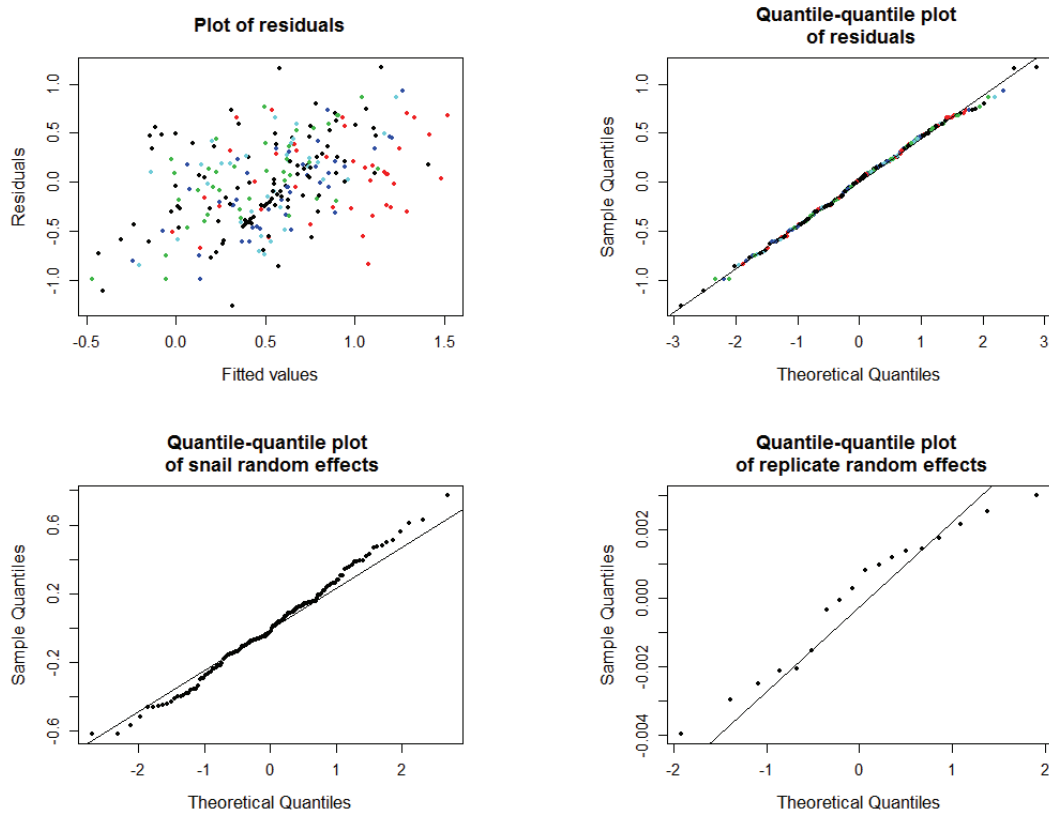 Plot of residuals
Residuals
1.0
0.5
0.0
-0.5
-1.0
-0.5 0.0 0.5 1.0 1.5
Fitted values
Quantile-quantile plot
of residuals
Sample Quantiles
1.0
0.5
0.0
-0.5
-1.0
-3 -2 -1 0 1 2 3
Theoretical Quantiles
Quantile-quantile plot
of snail random effects
Sample Quantiles
0.6
0.2
-0.2
-0.6
-2 -1 0 1 2
Theoretical Quantiles
Quantile-quantile plot
of replicate random effects
Sample Quantiles
0.002
0.000
-0.002
-0.004
-2 -1 0 1 2
Theoretical Quantiles